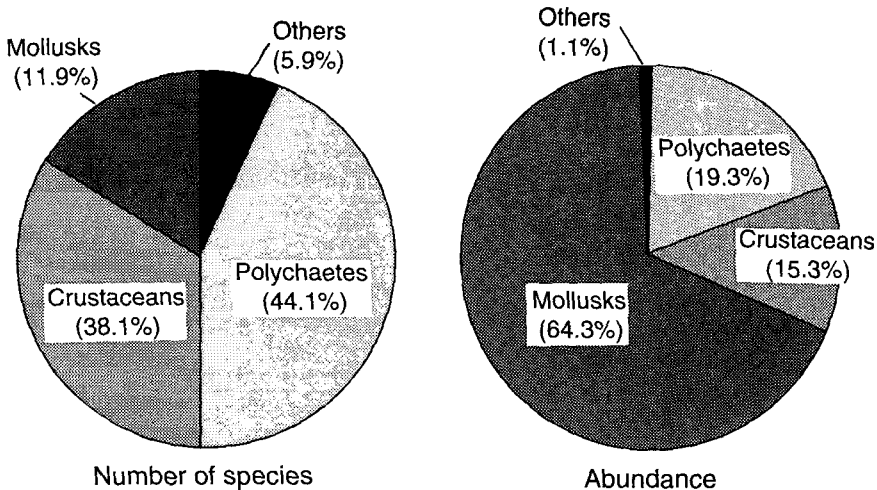 Mollusks
(11.9%)
Others
(5.9%)
Polychaetes
(44.1%)
Crustaceans
(38.1%)
Number of species
Others
(1.1%)
Polychaetes
(19.3%)
Crustaceans
(15.3%)
Mollusks
(64.3%)
Abundance